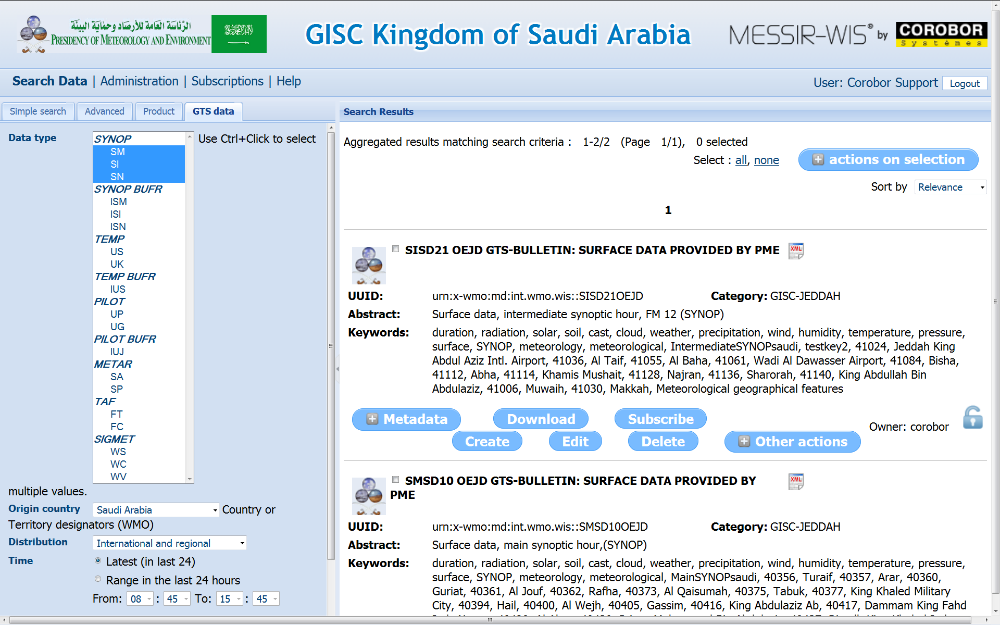 الرئاسة العامة للأرصاد وحماية البيئة
PRESIDENCY OF METEOROLOGY AND ENVIRONMENT
GISC Kingdom of Saudi Arabia
MESSIR-WIS® by COROBOR
Systèmes
Search Data | Administration | Subscriptions | Help
User: Corobor Support Logout
Simple search Advanced Product GTS data
Data type
SYNOP
SM
SI
SN
SYNOP BUFR
ISM
ISI
ISN
TEMP
US
UK
TEMP BUFR
IUS
PILOT
UP
UG
PILOT BUFR
IUJ
METAR
SA
SP
TAF
FT
FC
SIGMET
WS
WC
WV
Use Ctrl+Click to select
multiple values.
Origin country Saudi Arabia Country or
Territory designators (WMO)
Distribution International and regional
Time Latest (in last 24)
Range in the last 24 hours
From: 08 : 45 To: 15 : 45
Search Results
Aggregated results matching search criteria : 1-2/2 (Page 1/1), 0 selected
Select : all, none actions on selection
Sort by Relevance
1
SISD21 OEJD GTS-BULLETIN: SURFACE DATA PROVIDED BY PME XML
UUID: urn:x-wmo:md:int.wmo.wis::SISD21OEJD Category: GISC-JEDDAH
Abstract: Surface data, intermediate synoptic hour, FM 12 (SYNOP)
Keywords: duration, radiation, solar, soil, cast, cloud, weather, precipitation, wind, humidity, temperature, pressure,
surface, SYNOP, meteorology, meteorological, IntermediateSYNOPsaudi, testkey2, 41024, Jeddah King
Abdul Aziz Intl. Airport, 41036, Al Taif, 41055, Al Baha, 41061, Wadi Al Dawasser Airport, 41084, Bisha,
41112, Abha, 41114, Khamis Mushait, 41128, Najran, 41136, Sharorah, 41140, King Abdullah Bin
Abdulaziz, 41006, Muwaih, 41030, Makkah, Meteorological geographical features
Metadata Download Subscribe
Owner: corobor
Create Edit Delete Other actions
SMSD10 OEJD GTS-BULLETIN: SURFACE DATA PROVIDED BY XML
PME
UUID: urn:x-wmo:md:int.wmo.wis::SMSD10OEJD Category: GISC-JEDDAH
Abstract: Surface data, main synoptic hour,(SYNOP)
Keywords: duration, radiation, solar, soil, cast, cloud, weather, precipitation, wind, humidity, temperature, pressure,
surface, SYNOP, meteorology, meteorological, MainSYNOPsaudi, 40356, Turaif, 40357, Arar, 40360,
Guriat, 40361, Al Jouf, 40362, Rafha, 40373, Al Qaisumah, 40375, Tabuk, 40377, King Khaled Military
City, 40394, Hail, 40400, Al Wejh, 40405, Gassim, 40416, King Abdulaziz Ab, 40417, Dammam King Fahd